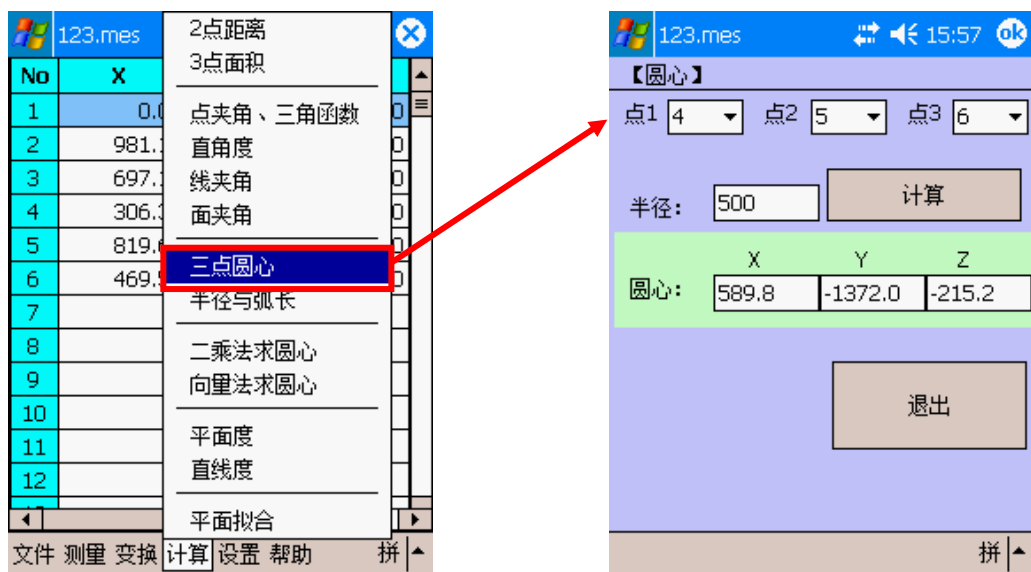 123.mes
No X
1 0.0
2 981.
3 697.
4 306.
5 819.
6 469.
7
8
9
10
11
12
2点距离
3点面积
点夹角、三角函数
直角度
线夹角
面夹角
三点圆心
半径与弧长
二乘法求圆心
向量法求圆心
平面度
直线度
平面拟合
文件 测量 变换 计算 设置 帮助 拼
123.mes 15:57 ok
【圆心】
点1 4 点2 5 点3 6
半径: 500 计算
X Y Z
圆心: 589.8 -1372.0 -215.2
退出
拼